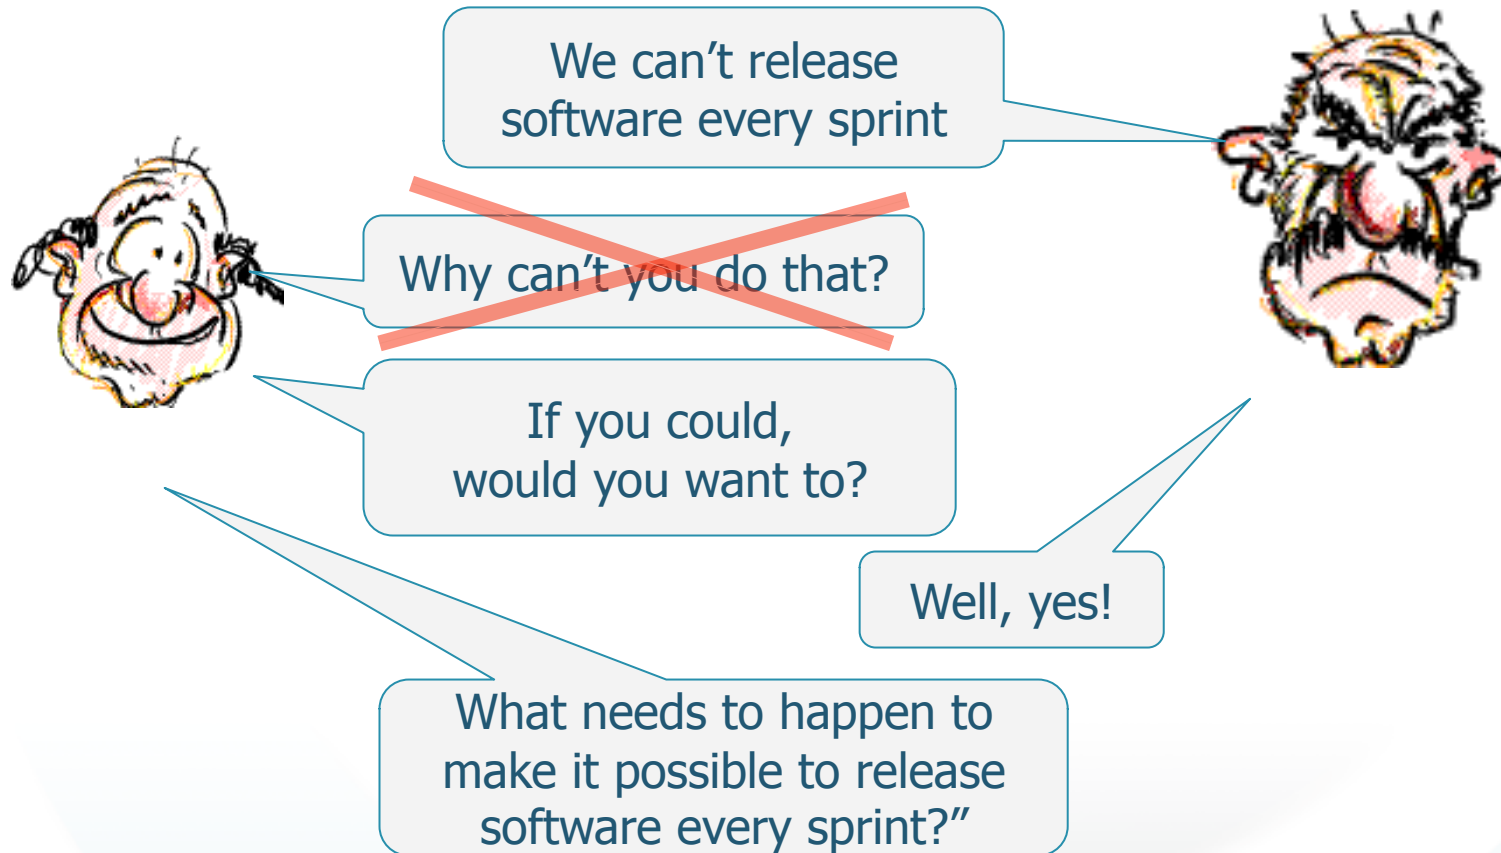 We can’t release
software every sprint
Why can’t you do that?
If you could,
would you want to?
Well, yes!
What needs to happen to
make it possible to release
software every sprint?”